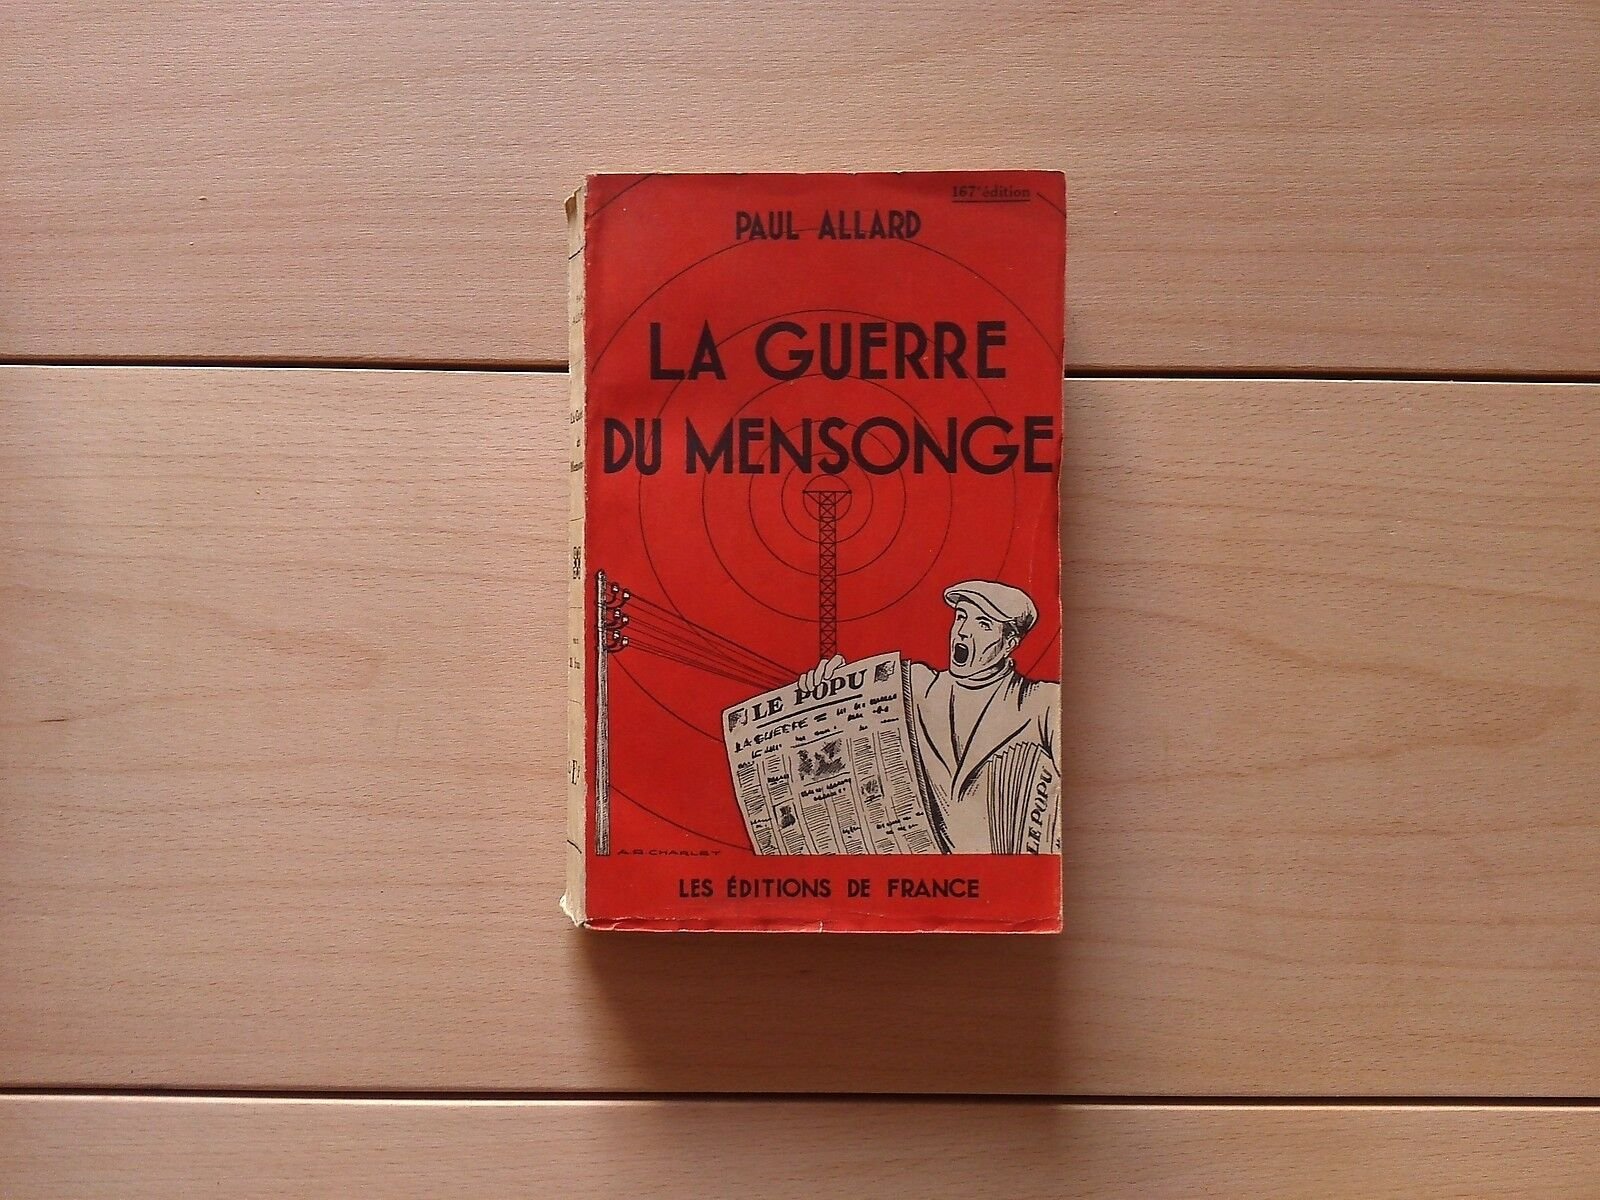 167e édition
PAUL ALLARD
LA GUERRE
DU MENSONGE
LE POPU
LA GUERRE =
LE POPU
A.B. CHARLET
LES ÉDITIONS DE FRANCE